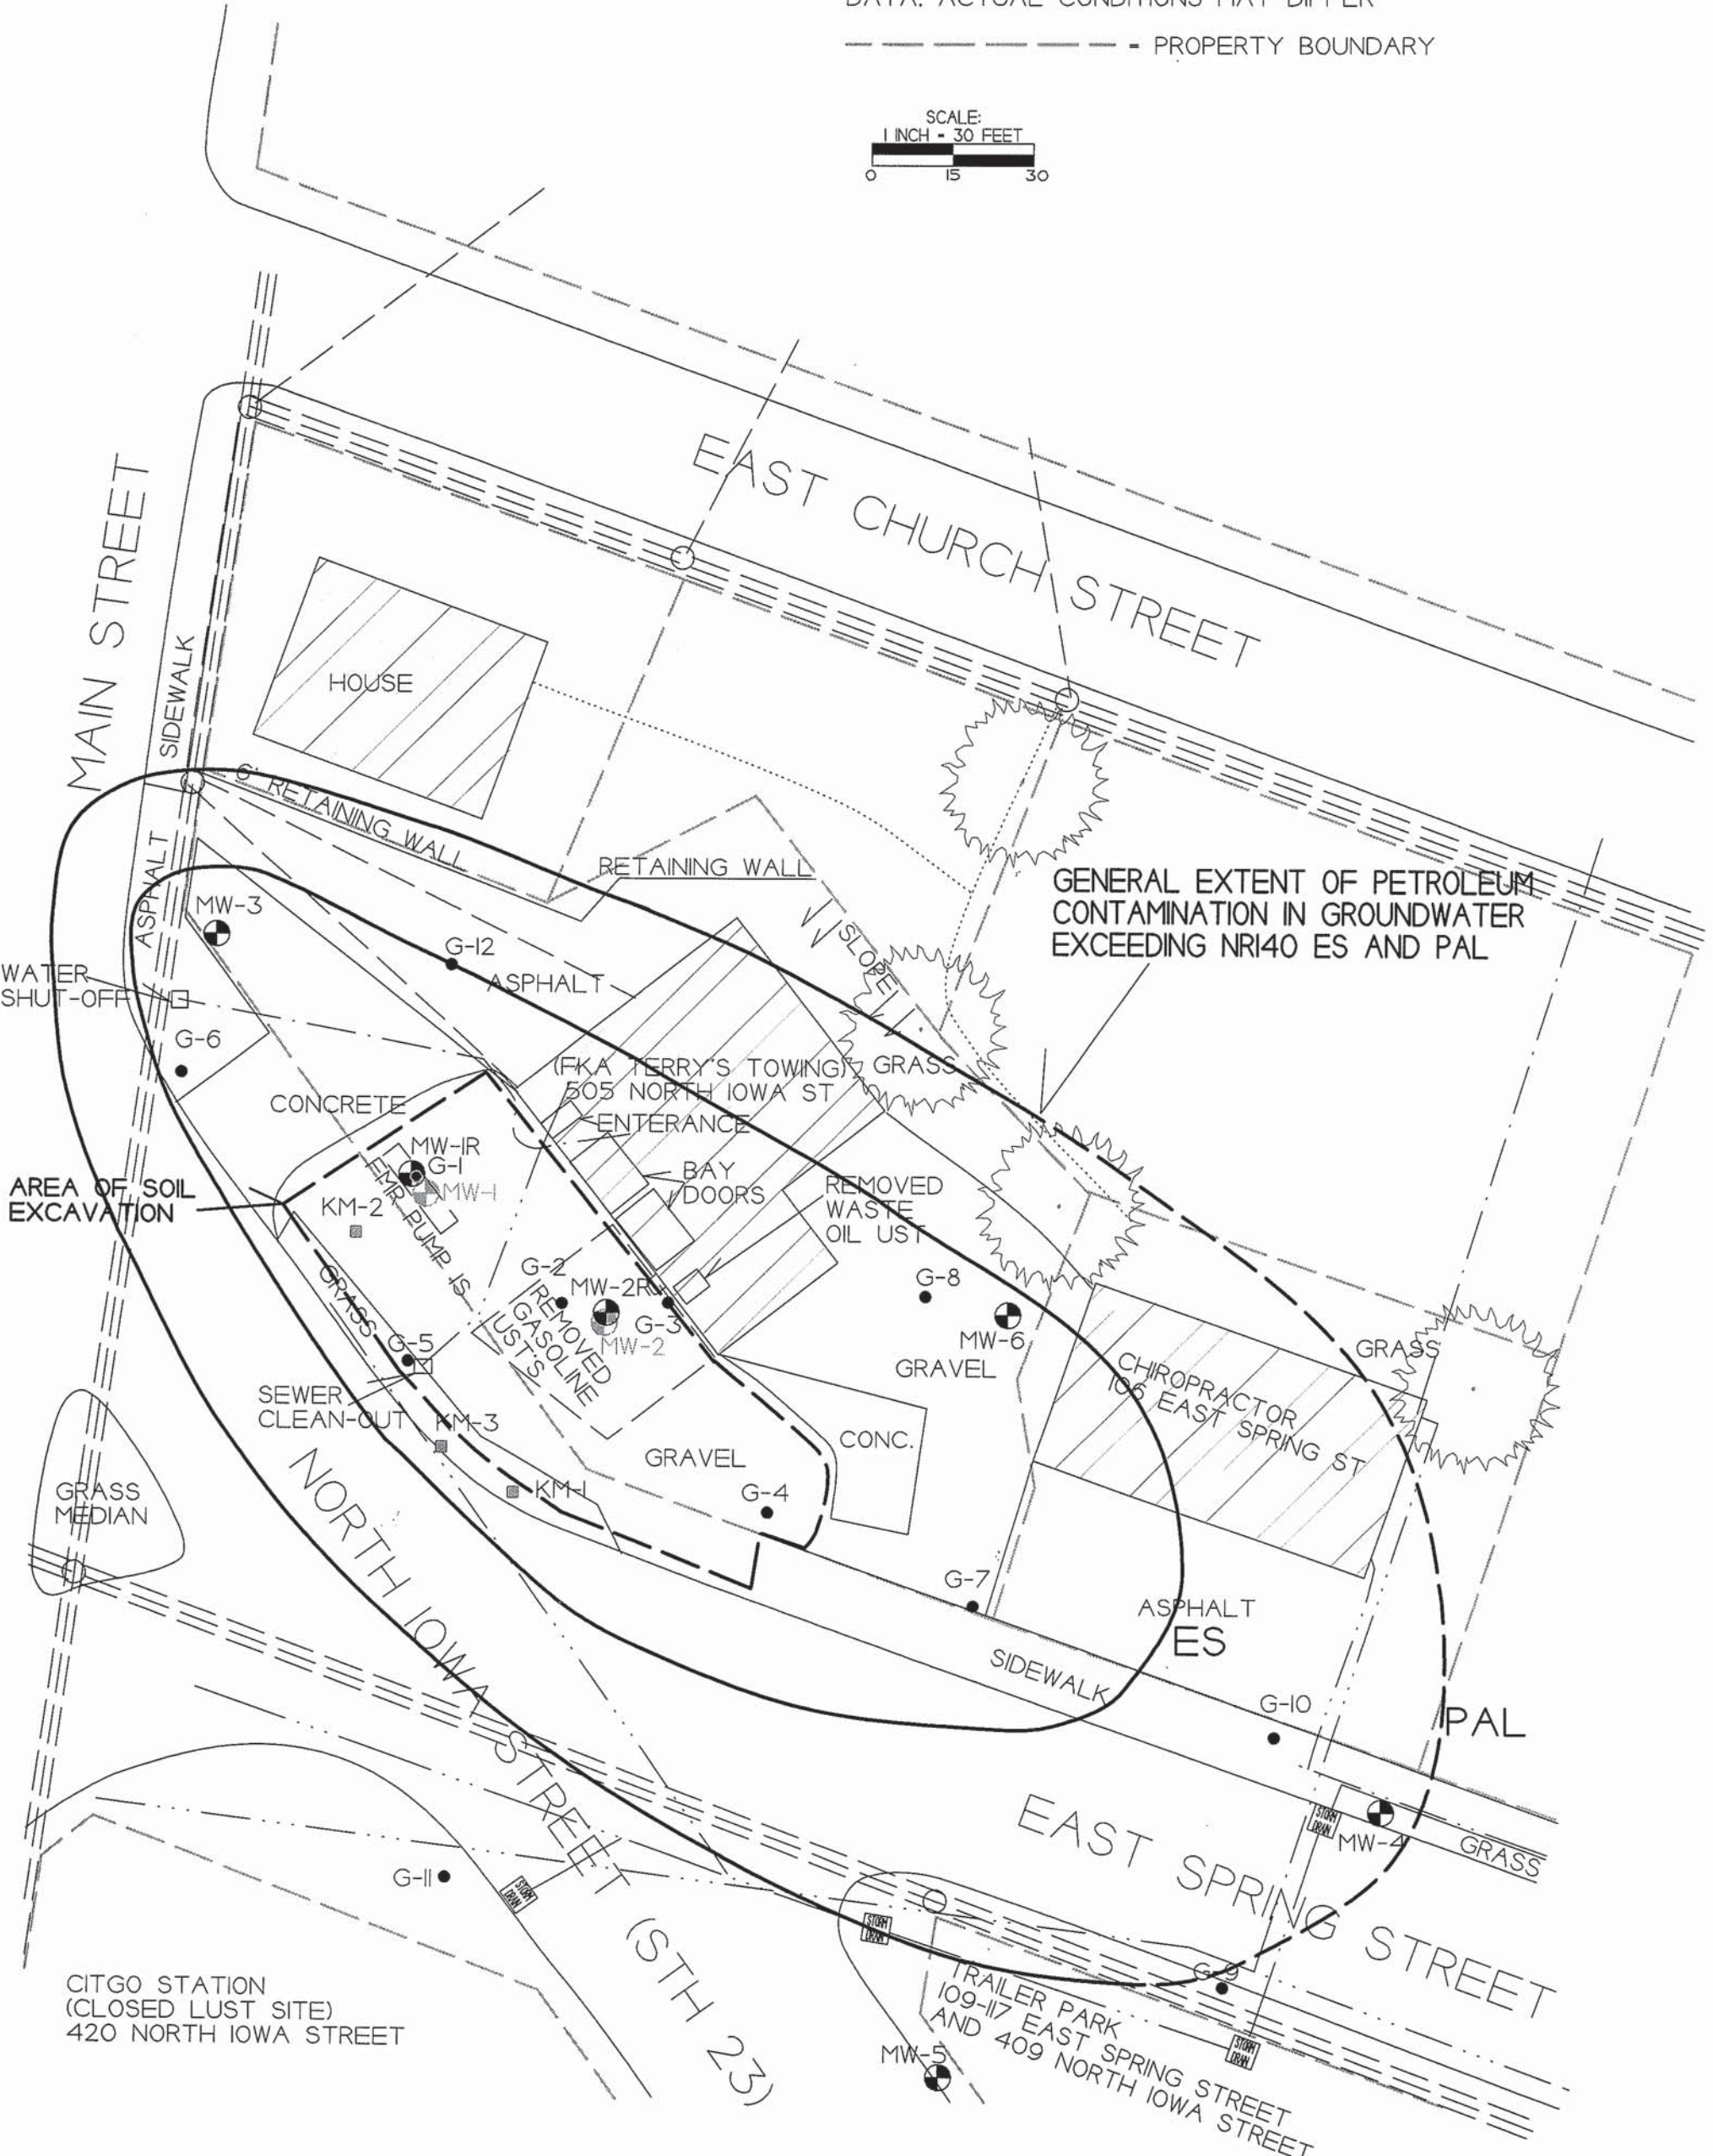 - PROPERTY BOUNDARY
SCALE:
1 INCH = 30 FEET
0 15 30
MAIN STREET
SIDEWALK
EAST CHURCH STREET
HOUSE
6' RETAINING WALL
RETAINING WALL
ASPHALT
GENERAL EXTENT OF PETROLEUM
CONTAMINATION IN GROUNDWATER
EXCEEDING NR140 ES AND PAL
MW-3
G-12
ASPHALT
SLOPE
WATER
SHUT-OFF
G-6
(FKA TERRY'S TOWING)
505 NORTH IOWA ST
GRASS
CONCRETE
ENTERANCE
MW-1R
G-1
MW-1
BAY
DOORS
REMOVED
WASTE
OIL UST
AREA OF SOIL
EXCAVATION
KM-2
FMR PUMP IS
GRASS
G-2
MW-2R
G-3
MW-2
REMOVED
GASOLINE
UST'S
G-8
MW-6
GRAVEL
GRASS
G-5
CHIROPRACTOR
106 EAST SPRING ST
SEWER
CLEAN-OUT
KM-3
GRAVEL
CONC.
KM-1
G-4
GRASS
MEDIAN
G-7
ASPHALT
ES
SIDEWALK
G-10
PAL
NORTH IOWA STREET (STH 23)
EAST SPRING STREET
STORM
DRAIN
MW-4
GRASS
G-11
STORM
DRAIN
STORM
DRAIN
G-9
CITGO STATION
(CLOSED LUST SITE)
420 NORTH IOWA STREET
TRAILER PARK
109-117 EAST SPRING STREET
AND 409 NORTH IOWA STREET
MW-5
STORM
DRAIN